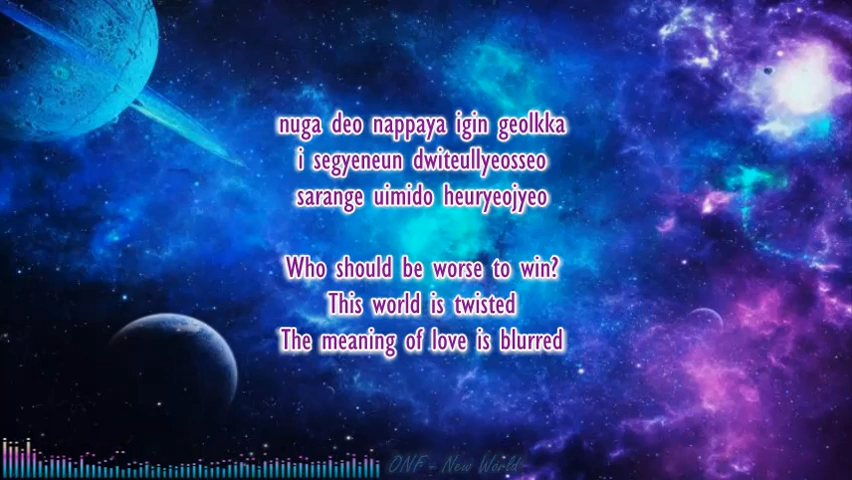 nuga deo nappaya igin geolkka
i segyeneun dwiteullyeosseo
sarange uimido heuryeojyeo
Who should be worse to win?
This world is twisted
The meaning of love is blurred
ONF - New World